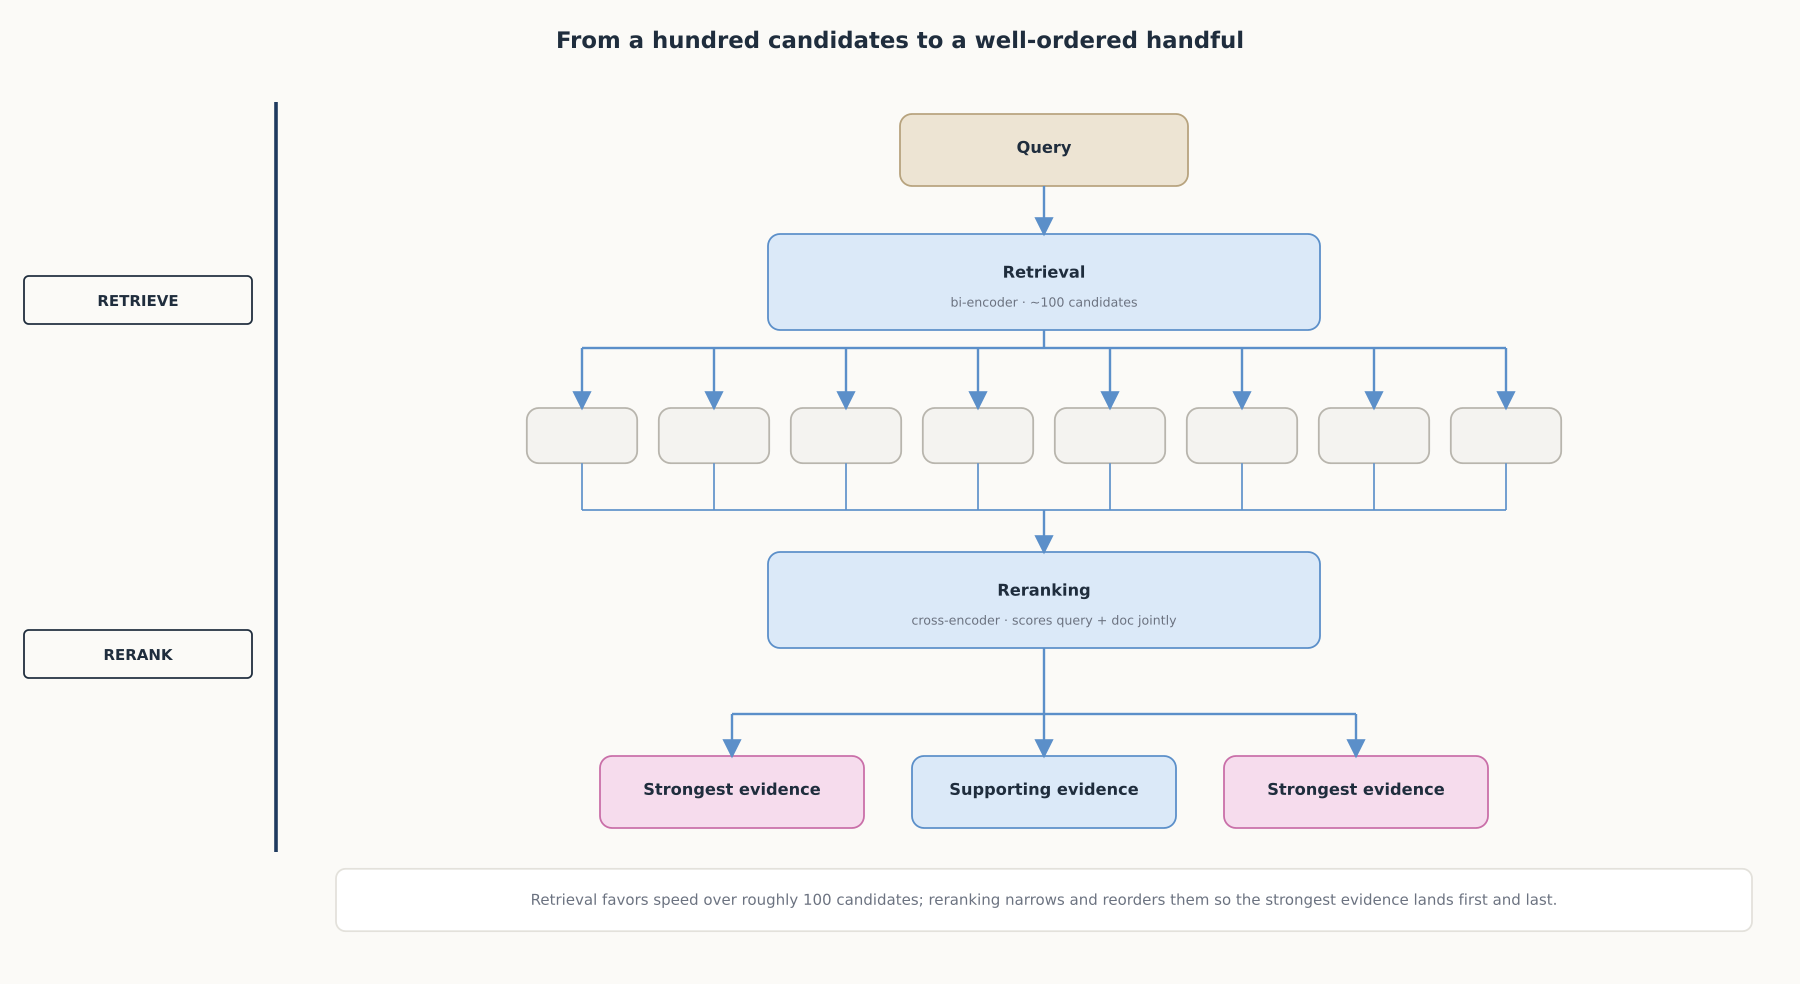 From a hundred candidates to a well-ordered handful
Query
RETRIEVE
Retrieval
bi-encoder · ~100 candidates
RERANK
Reranking
cross-encoder · scores query + doc jointly
Strongest evidence
Supporting evidence
Strongest evidence
Retrieval favors speed over roughly 100 candidates; reranking narrows and reorders them so the strongest evidence lands first and last.